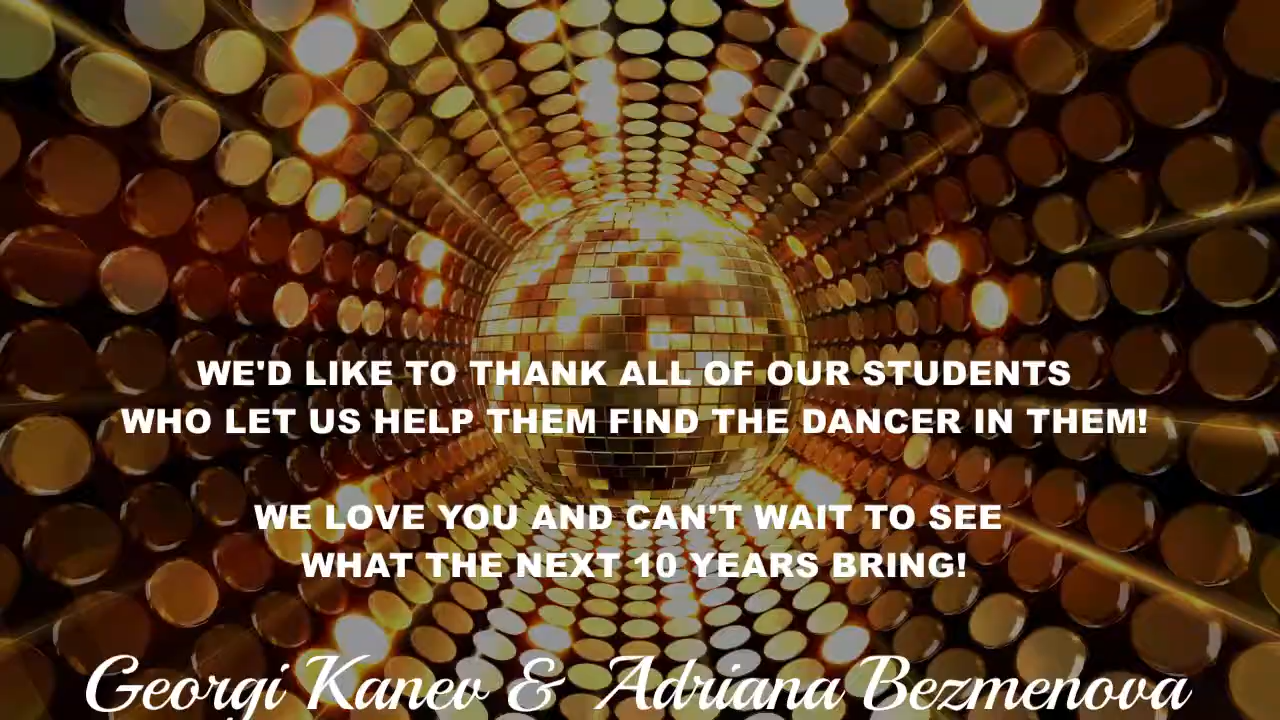 WE'D LIKE TO THANK ALL OF OUR STUDENTS
WHO LET US HELP THEM FIND THE DANCER IN THEM!
WE LOVE YOU AND CAN'T WAIT TO SEE
WHAT THE NEXT 10 YEARS BRING!
Georgi Kanev & Adriana Bezmenova